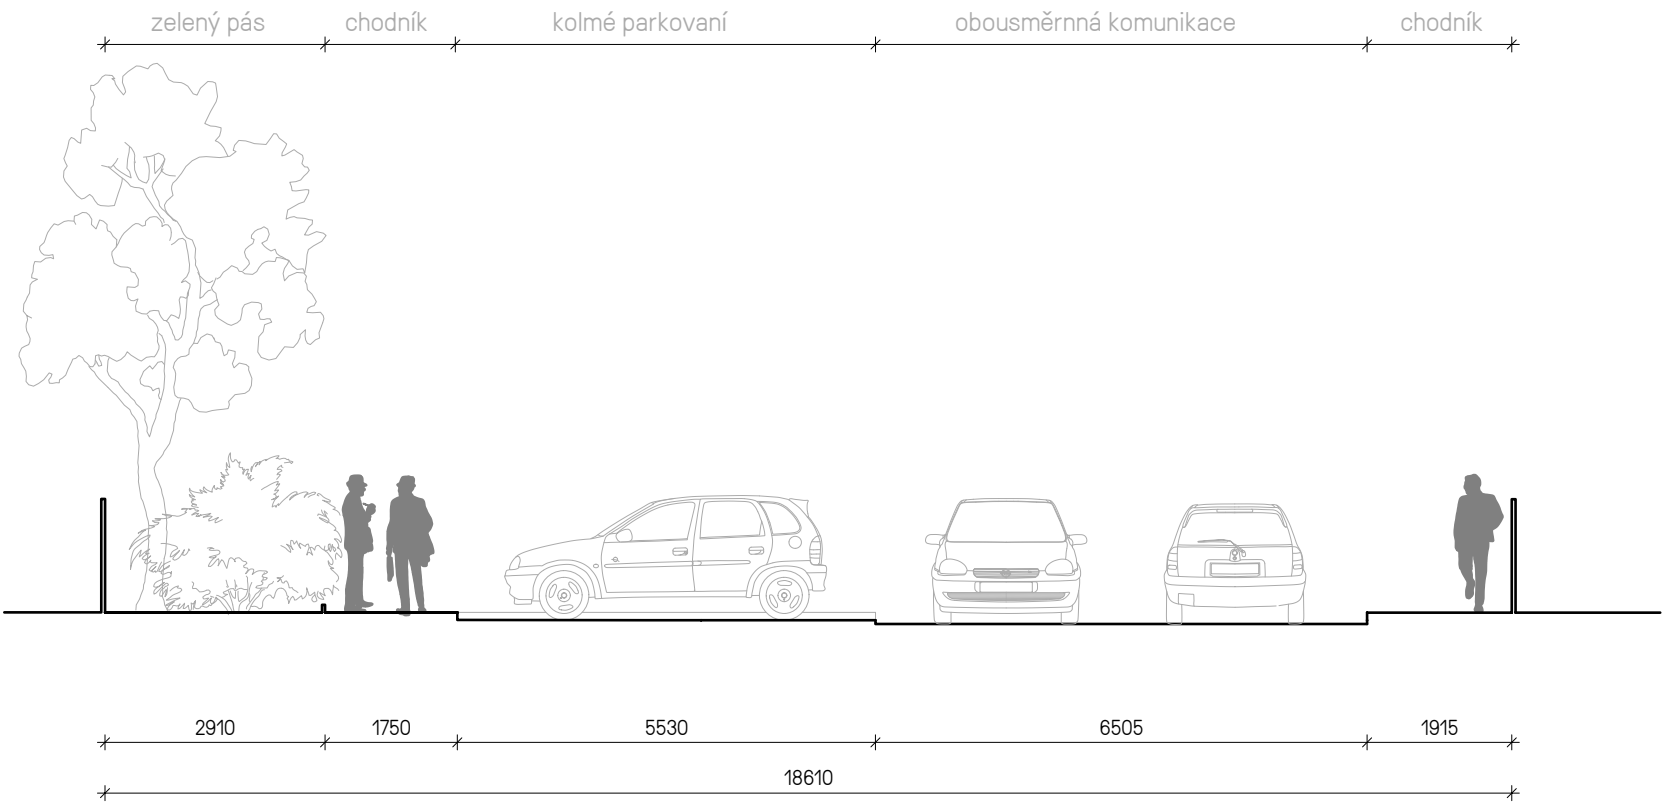 zelený pás chodník kolmé parkovaní obousměrnná komunikace chodník
2910 1750 5530 6505 1915
18610